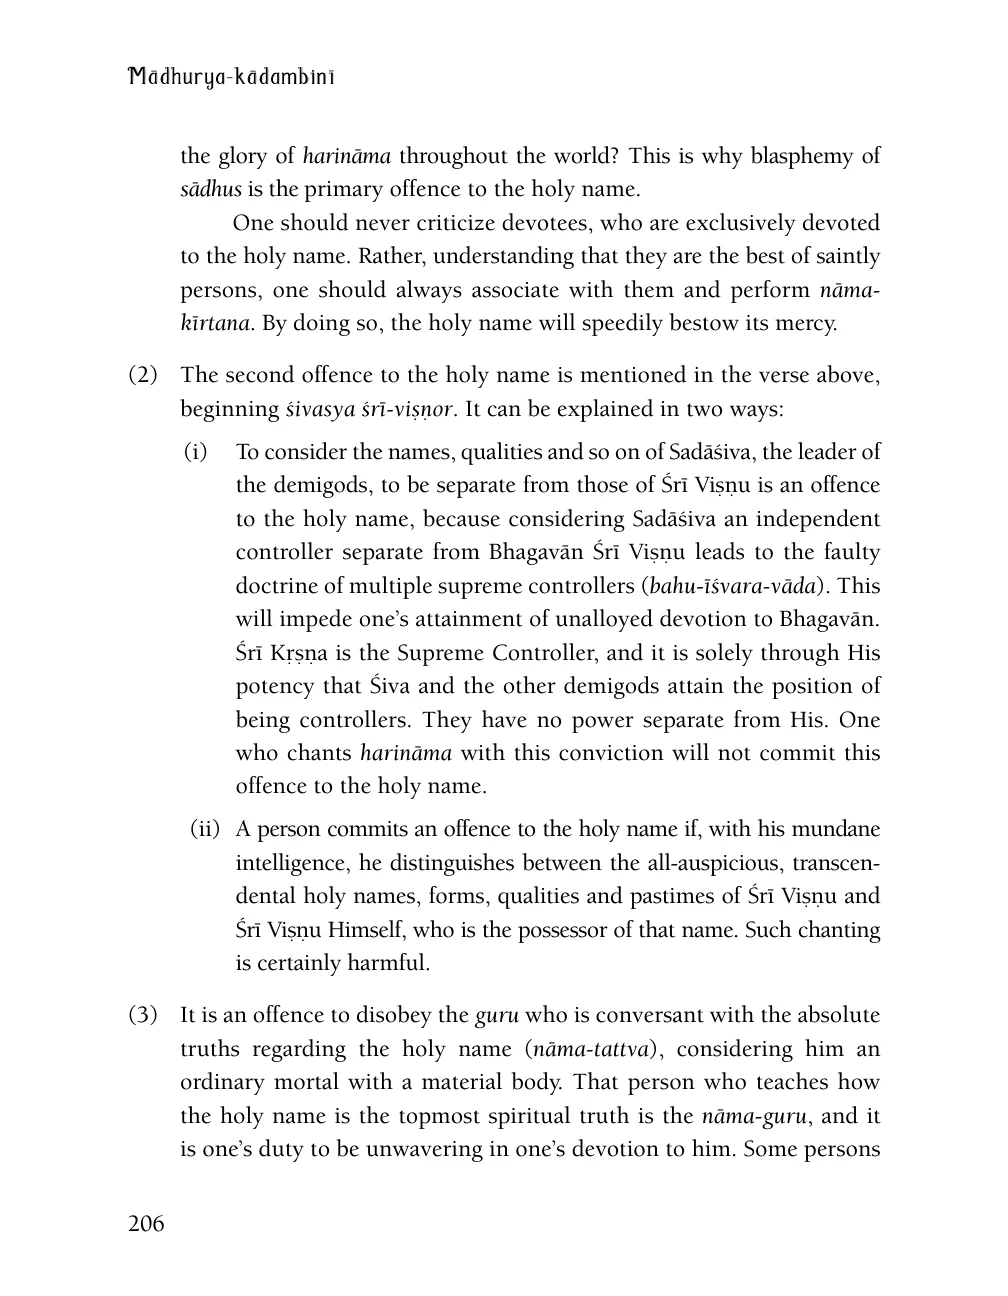 Mādhurya-kādambinī
the glory of harināma throughout the world? This is why blasphemy of
sādhus is the primary offence to the holy name.
One should never criticize devotees, who are exclusively devoted
to the holy name. Rather, understanding that they are the best of saintly
persons, one should always associate with them and perform nāma-
kīrtana. By doing so, the holy name will speedily bestow its mercy.
(2) The second offence to the holy name is mentioned in the verse above,
beginning śivasya śrī-viṣṇor. It can be explained in two ways:
(i) To consider the names, qualities and so on of Sadāśiva, the leader of
the demigods, to be separate from those of Śrī Viṣṇu is an offence
to the holy name, because considering Sadāśiva an independent
controller separate from Bhagavān Śrī Viṣṇu leads to the faulty
doctrine of multiple supreme controllers (bahu-īśvara-vāda). This
will impede one’s attainment of unalloyed devotion to Bhagavān.
Śrī Kṛṣṇa is the Supreme Controller, and it is solely through His
potency that Śiva and the other demigods attain the position of
being controllers. They have no power separate from His. One
who chants harināma with this conviction will not commit this
offence to the holy name.
(ii) A person commits an offence to the holy name if, with his mundane
intelligence, he distinguishes between the all-auspicious, transcen-
dental holy names, forms, qualities and pastimes of Śrī Viṣṇu and
Śrī Viṣṇu Himself, who is the possessor of that name. Such chanting
is certainly harmful.
(3) It is an offence to disobey the guru who is conversant with the absolute
truths regarding the holy name (nāma-tattva), considering him an
ordinary mortal with a material body. That person who teaches how
the holy name is the topmost spiritual truth is the nāma-guru, and it
is one’s duty to be unwavering in one’s devotion to him. Some persons
206